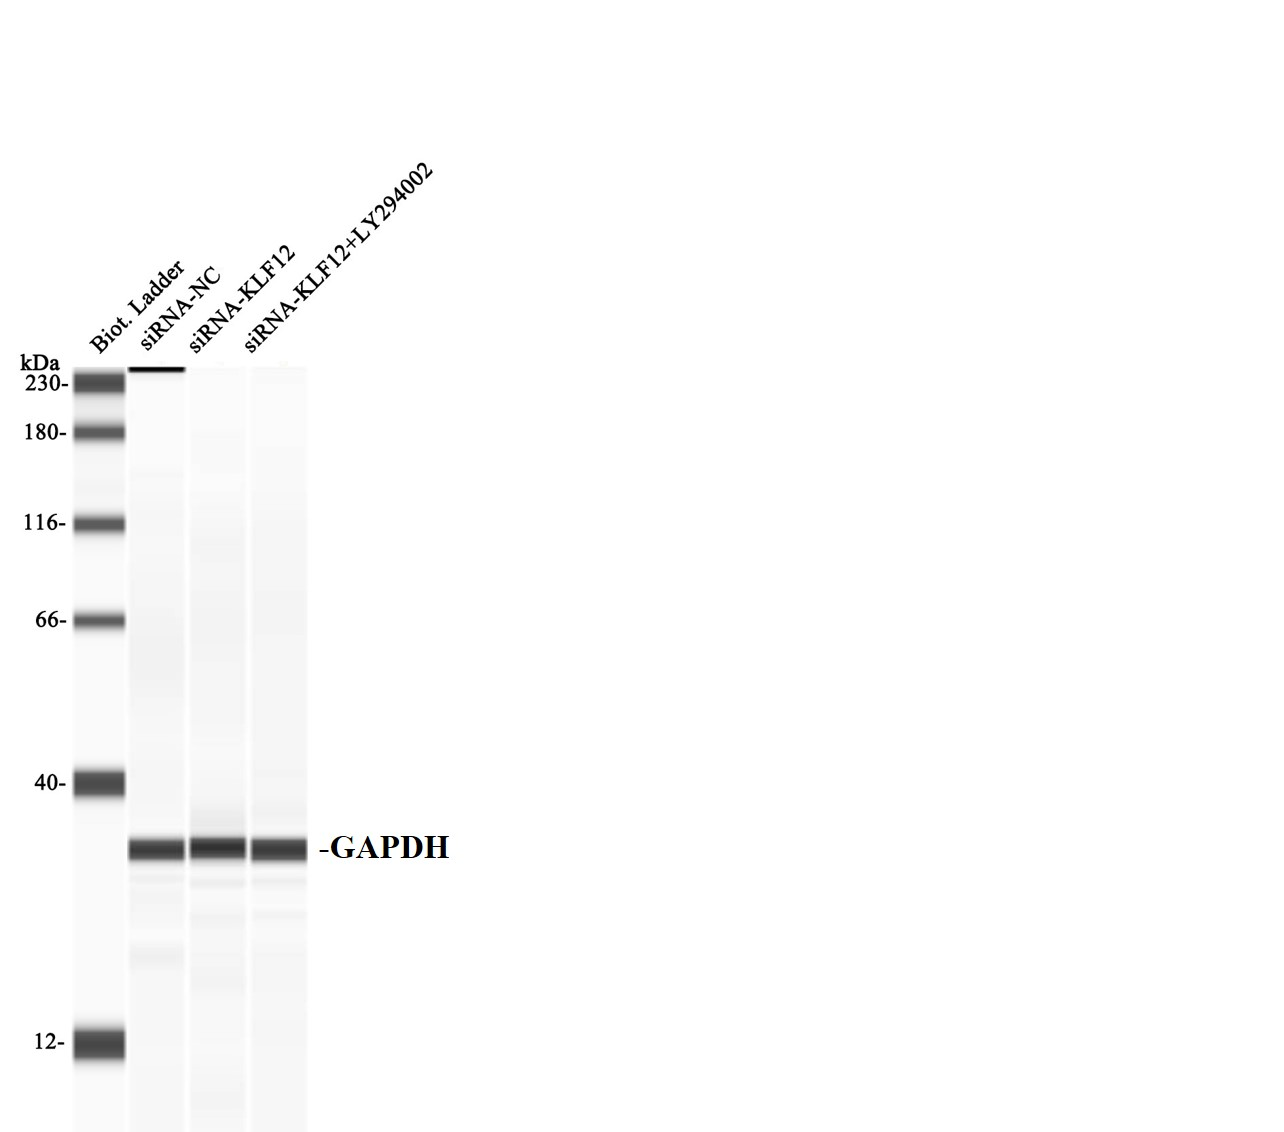 Biot. Ladder
siRNA-NC
siRNA-KLF12
siRNA-KLF12+LY294002
kDa
230-
180-
116-
66-
40-
-GAPDH
12-